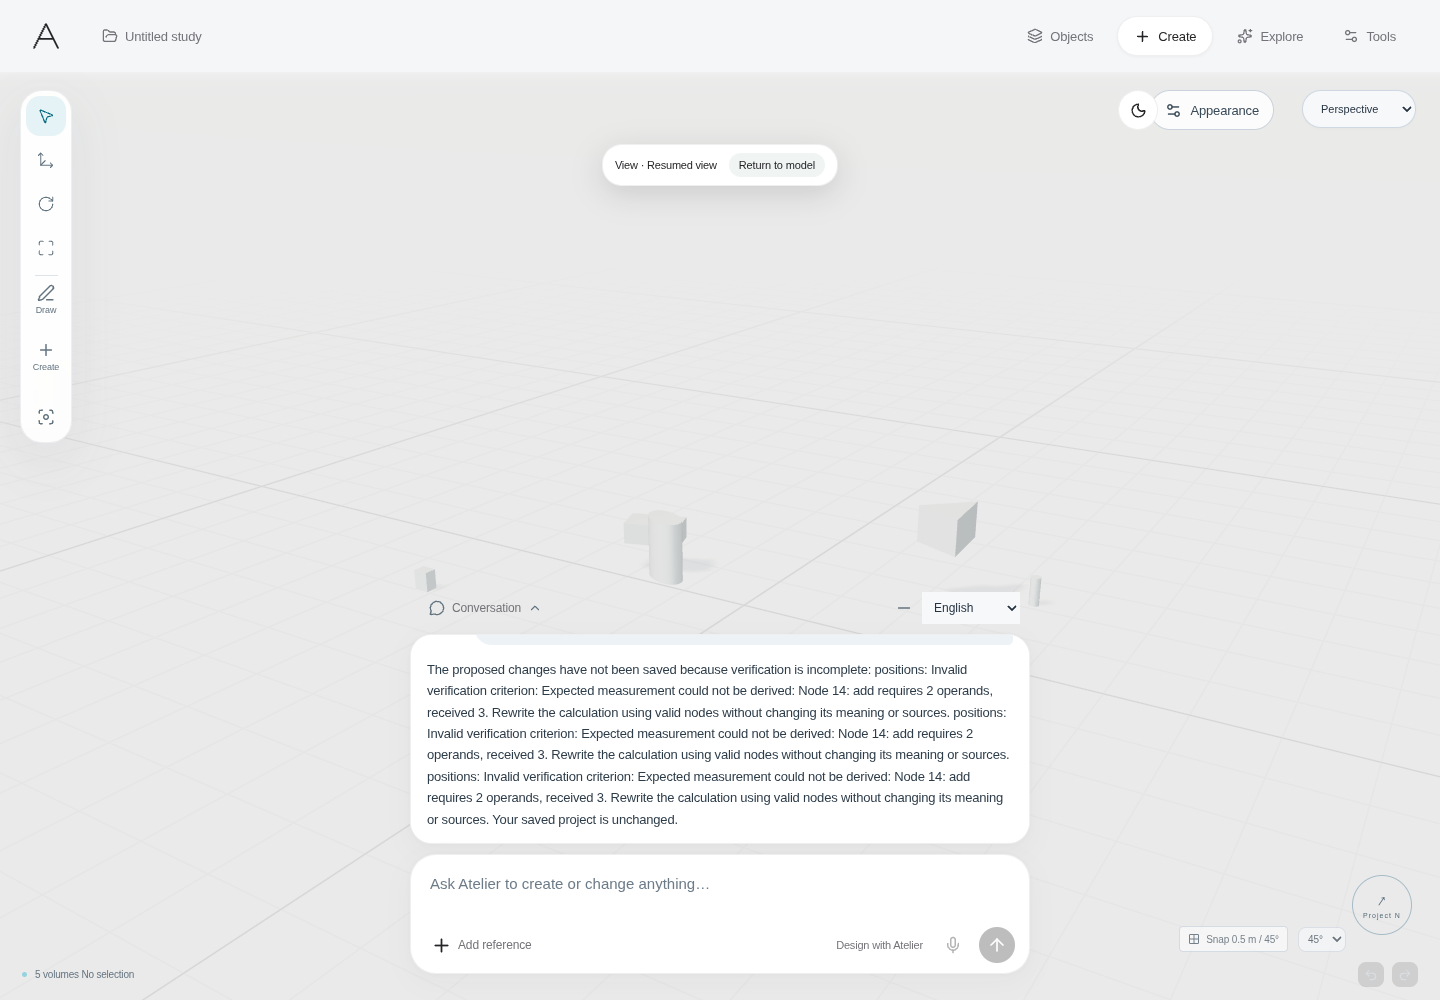 Untitled study
Objects
Create
Explore
Tools
Appearance
Perspective
View · Resumed view
Return to model
Draw
Create
Conversation
English
The proposed changes have not been saved because verification is incomplete: positions: Invalid
verification criterion: Expected measurement could not be derived: Node 14: add requires 2 operands,
received 3. Rewrite the calculation using valid nodes without changing its meaning or sources. positions:
Invalid verification criterion: Expected measurement could not be derived: Node 14: add requires 2
operands, received 3. Rewrite the calculation using valid nodes without changing its meaning or sources.
positions: Invalid verification criterion: Expected measurement could not be derived: Node 14: add
requires 2 operands, received 3. Rewrite the calculation using valid nodes without changing its meaning
or sources. Your saved project is unchanged.
Ask Atelier to create or change anything…
Add reference
Design with Atelier
Project N
Snap 0.5 m / 45°
45°
5 volumes No selection